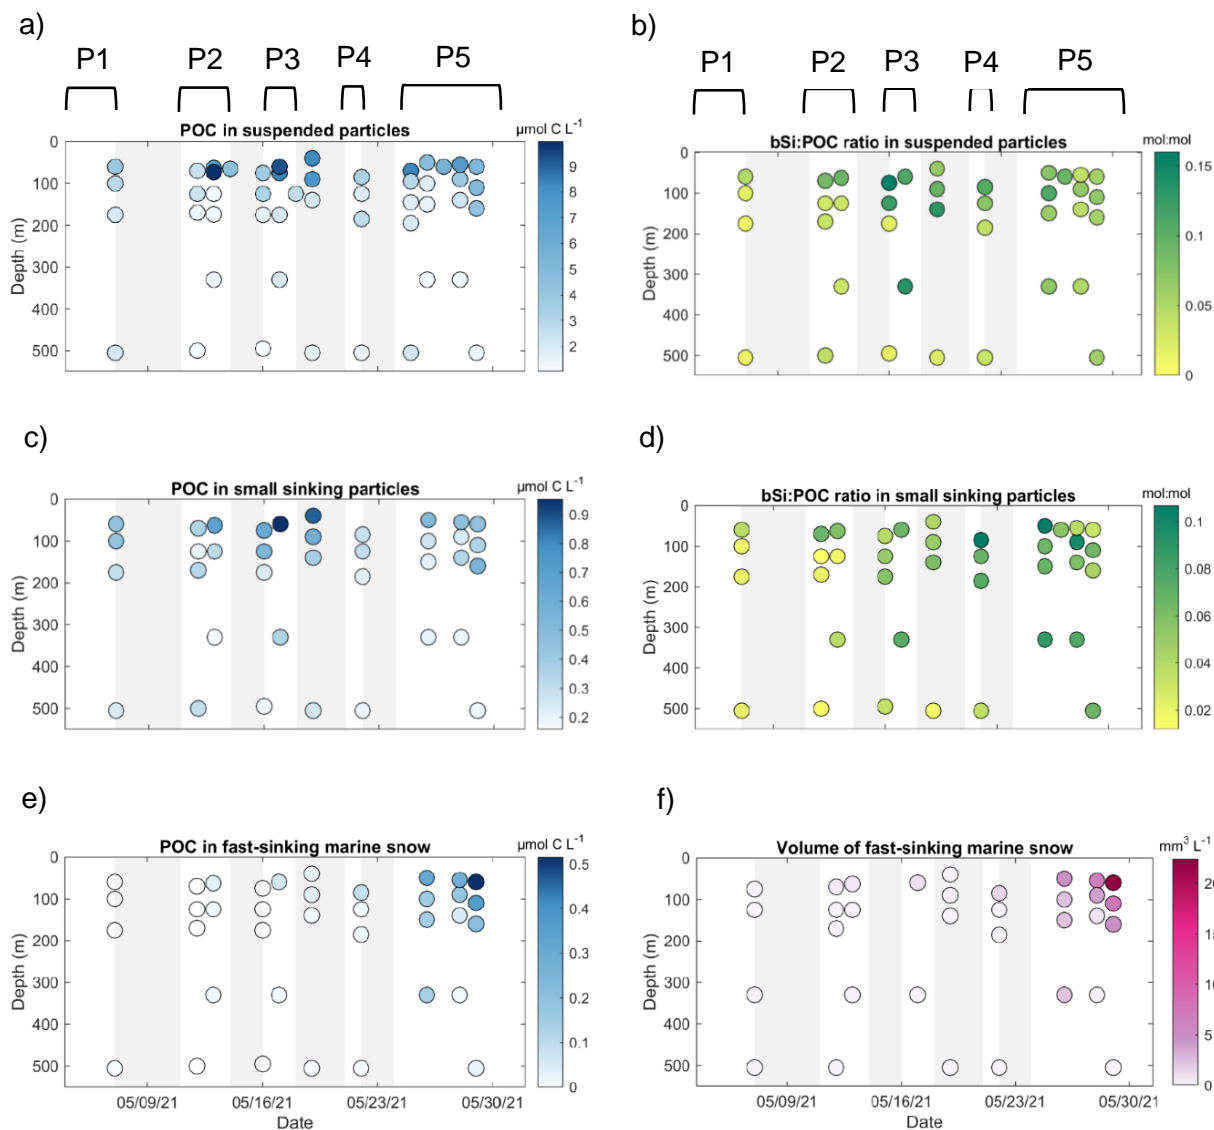 a)
P1 P2 P3 P4 P5
POC in suspended particles
µmol C L⁻¹
0
100
200
300
400
500
Depth (m)
9
8
7
6
5
4
3
2
b)
P1 P2 P3 P4 P5
bSi:POC ratio in suspended particles
mol:mol
0
100
200
300
400
500
Depth (m)
0.15
0.1
0.05
0
c)
POC in small sinking particles
µmol C L⁻¹
0
100
200
300
400
500
Depth (m)
0.9
0.8
0.7
0.6
0.5
0.4
0.3
0.2
d)
bSi:POC ratio in small sinking particles
mol:mol
0
100
200
300
400
500
Depth (m)
0.1
0.08
0.06
0.04
0.02
e)
POC in fast-sinking marine snow
µmol C L⁻¹
0
100
200
300
400
500
Depth (m)
0.5
0.4
0.3
0.2
0.1
0
05/09/21 05/16/21 05/23/21 05/30/21
Date
f)
Volume of fast-sinking marine snow
mm³ L⁻¹
0
100
200
300
400
500
Depth (m)
20
5
0
05/09/21 05/16/21 05/23/21 05/30/21
Date